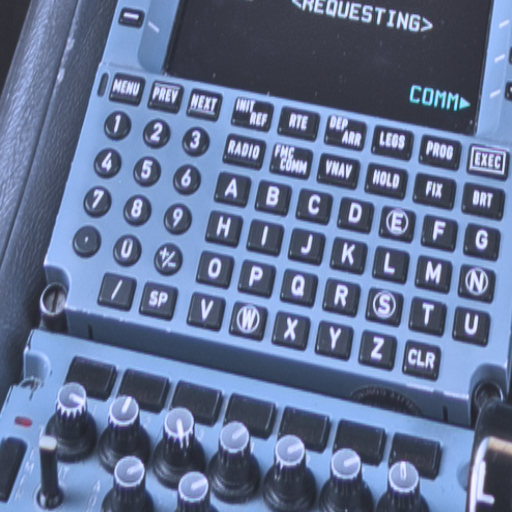 <REQUESTING>
COMM▶
MENU PREV NEXT INIT REF RTE DEP ARR LEGS PROG EXEC
1 2 3 RADIO FMC COMM VNAV HOLD FIX BRT
4 5 6 A B C D E F G
7 8 9 H I J K L M N
. 0 +/- O P Q R S T U
/ SP V W X Y Z CLR